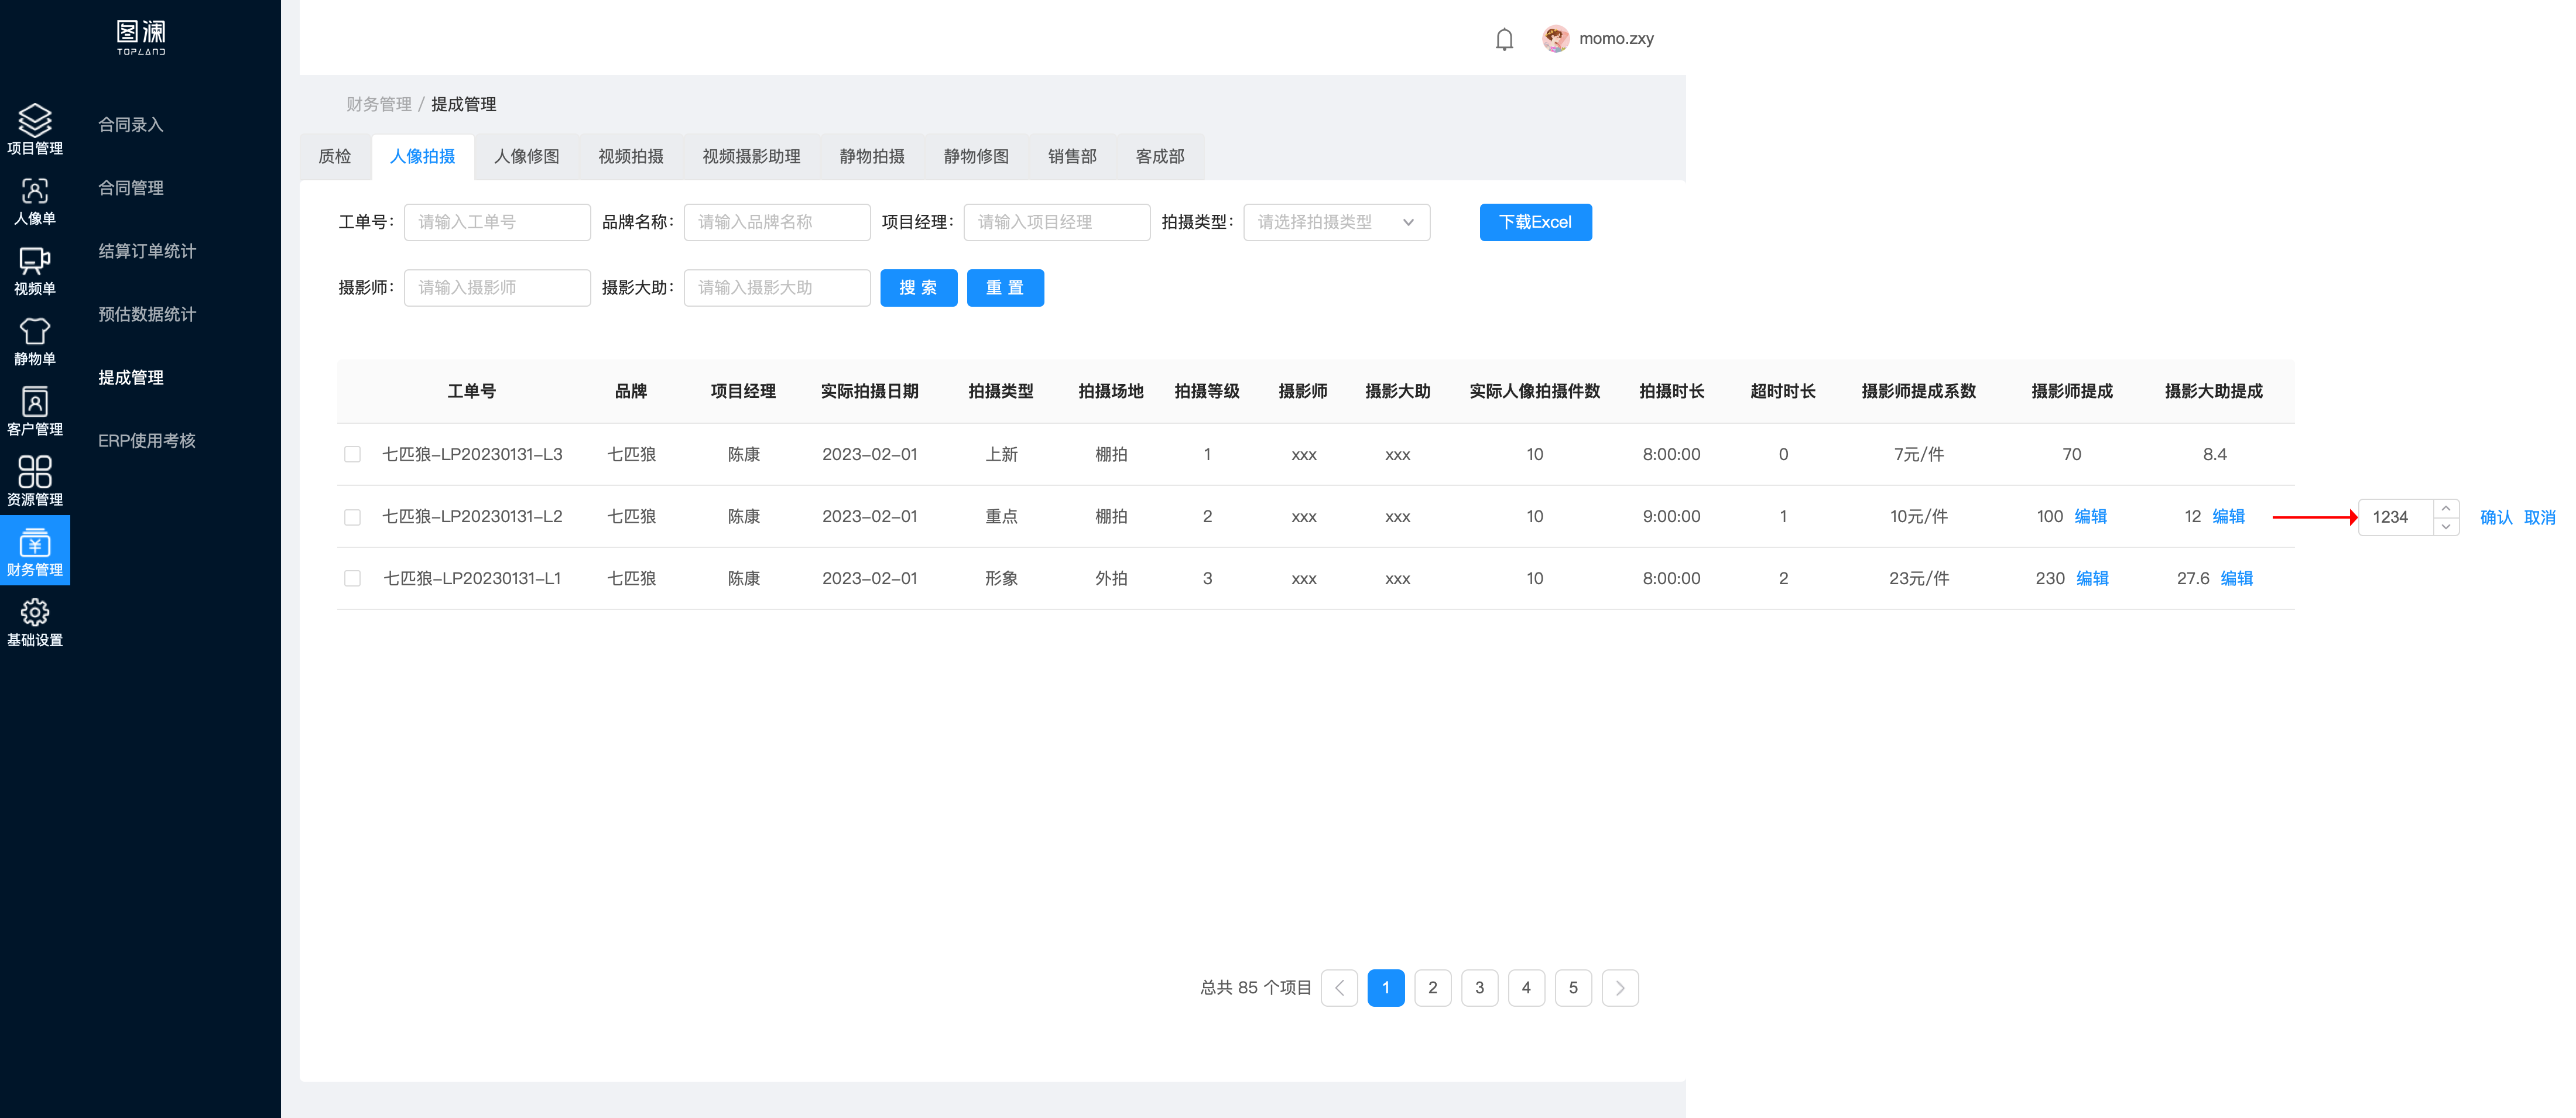 图澜
TOPLAND
momo.zxy
项目管理
人像单
视频单
静物单
客户管理
资源管理
财务管理
基础设置
合同录入
合同管理
结算订单统计
预估数据统计
提成管理
ERP使用考核
财务管理 / 提成管理
质检 人像拍摄 人像修图 视频拍摄 视频摄影助理 静物拍摄 静物修图 销售部 客成部
工单号: 请输入工单号 品牌名称: 请输入品牌名称 项目经理: 请输入项目经理 拍摄类型: 请选择拍摄类型 下载Excel
摄影师: 请输入摄影师 摄影大助: 请输入摄影大助 搜 索 重 置
工单号 品牌 项目经理 实际拍摄日期 拍摄类型 拍摄场地 拍摄等级 摄影师 摄影大助 实际人像拍摄件数 拍摄时长 超时时长 摄影师提成系数 摄影师提成 摄影大助提成
七匹狼-LP20230131-L3 七匹狼 陈康 2023-02-01 上新 棚拍 1 xxx xxx 10 8:00:00 0 7元/件 70 8.4
七匹狼-LP20230131-L2 七匹狼 陈康 2023-02-01 重点 棚拍 2 xxx xxx 10 9:00:00 1 10元/件 100 编辑 12 编辑 1234 确认 取消
七匹狼-LP20230131-L1 七匹狼 陈康 2023-02-01 形象 外拍 3 xxx xxx 10 8:00:00 2 23元/件 230 编辑 27.6 编辑
总共 85 个项目 1 2 3 4 5